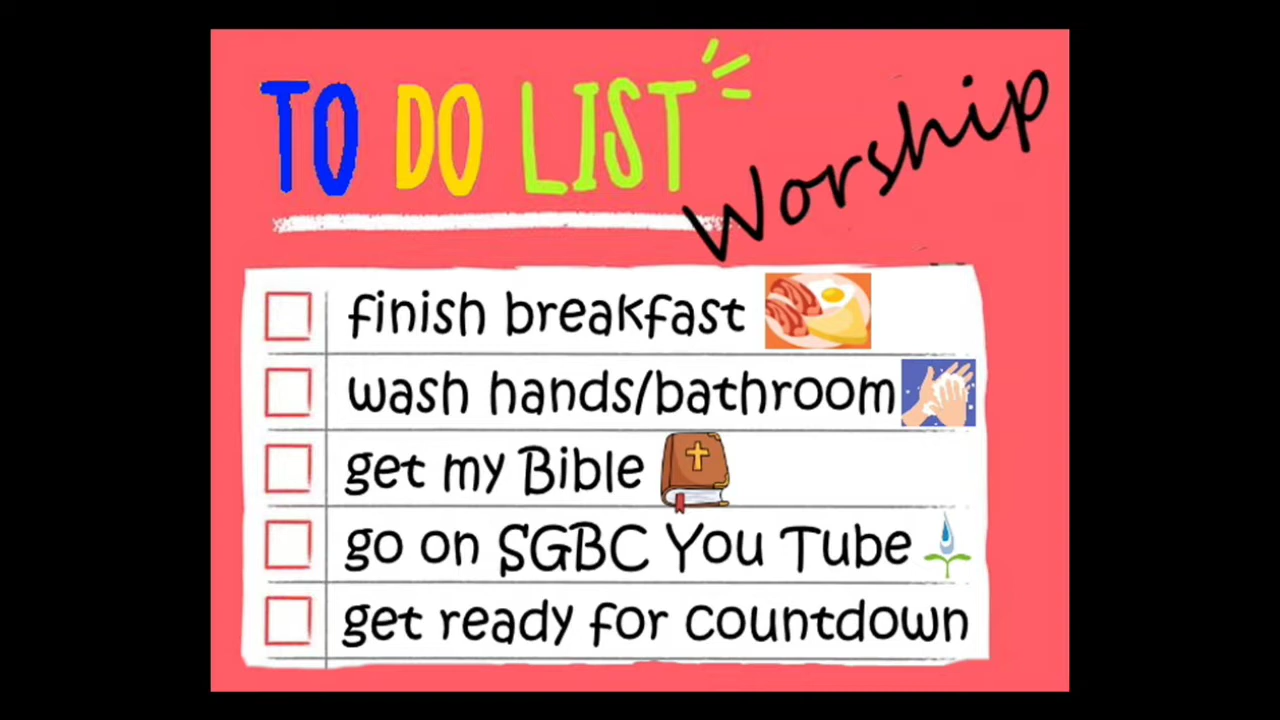 TO DO LIST
Worship
finish breakfast
wash hands/bathroom
get my Bible
go on SGBC You Tube
get ready for countdown